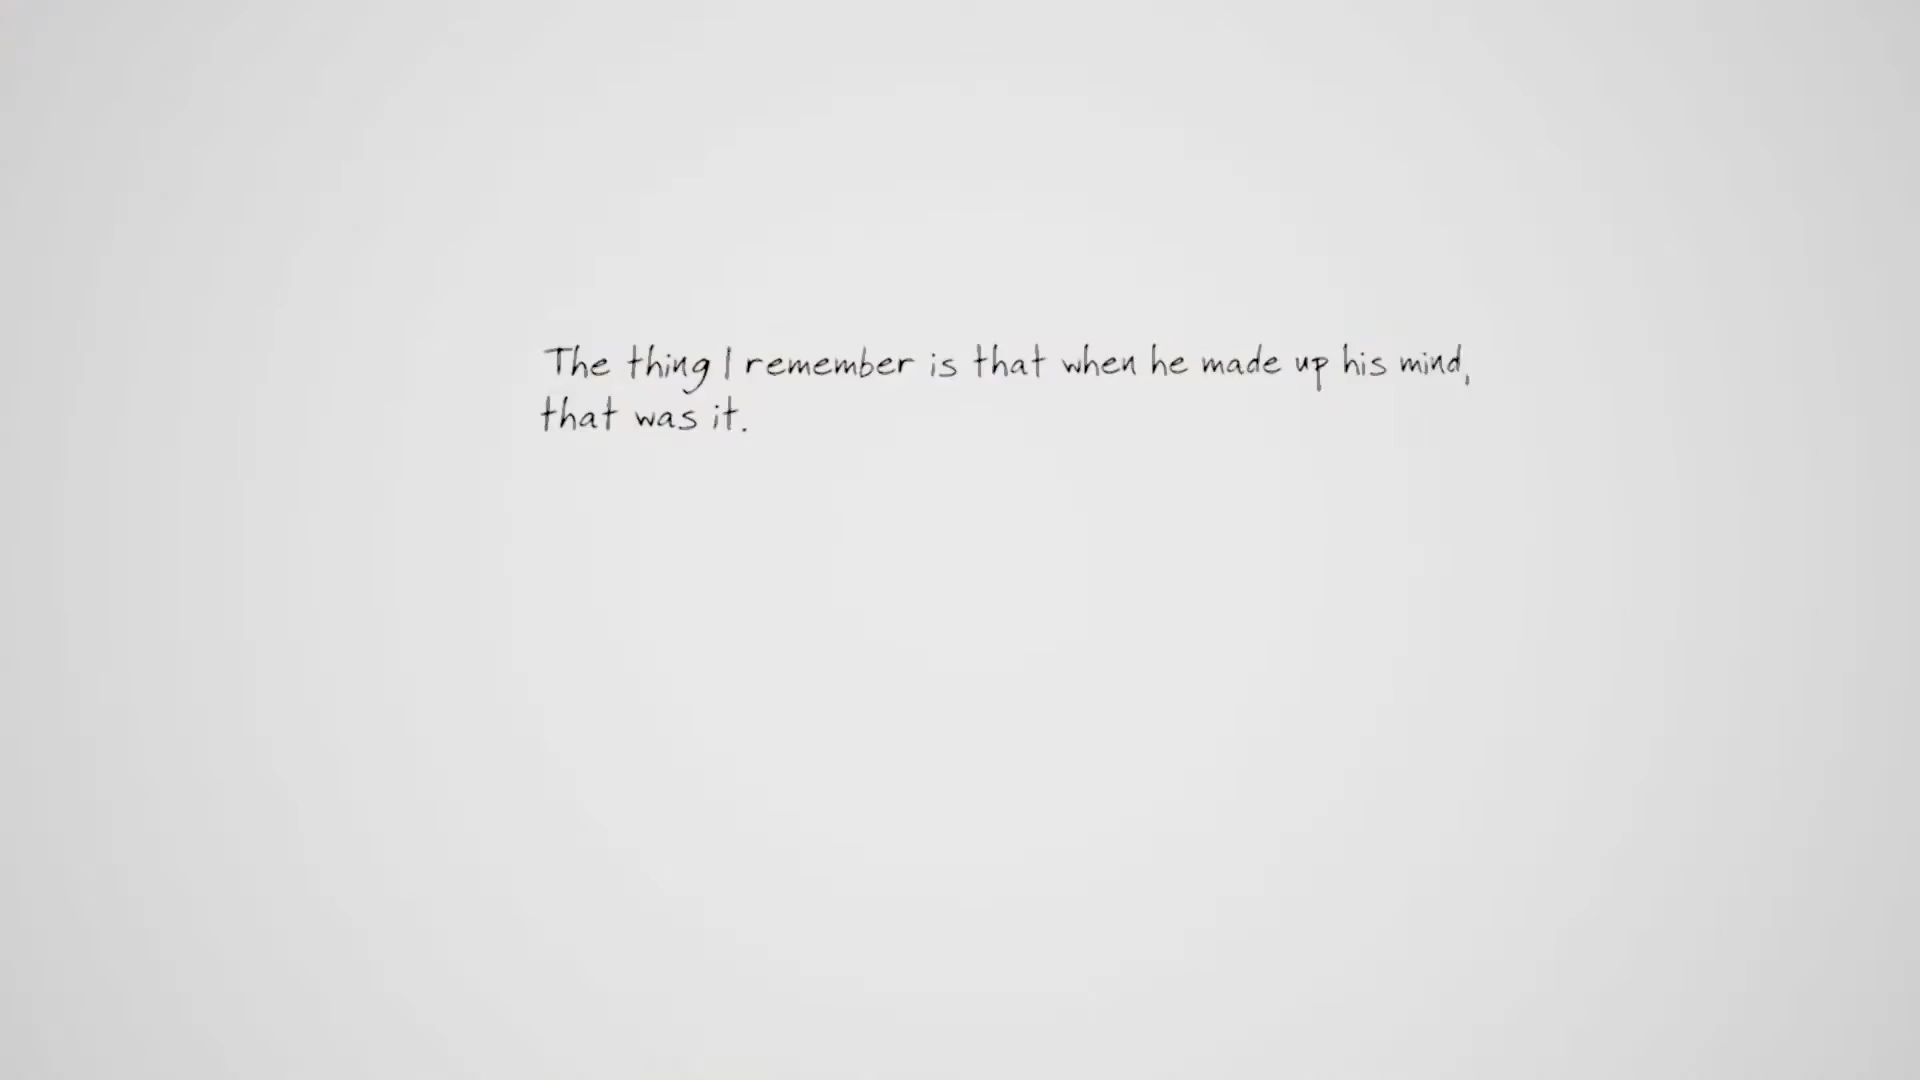 The thing I remember is that when he made up his mind,
that was it.